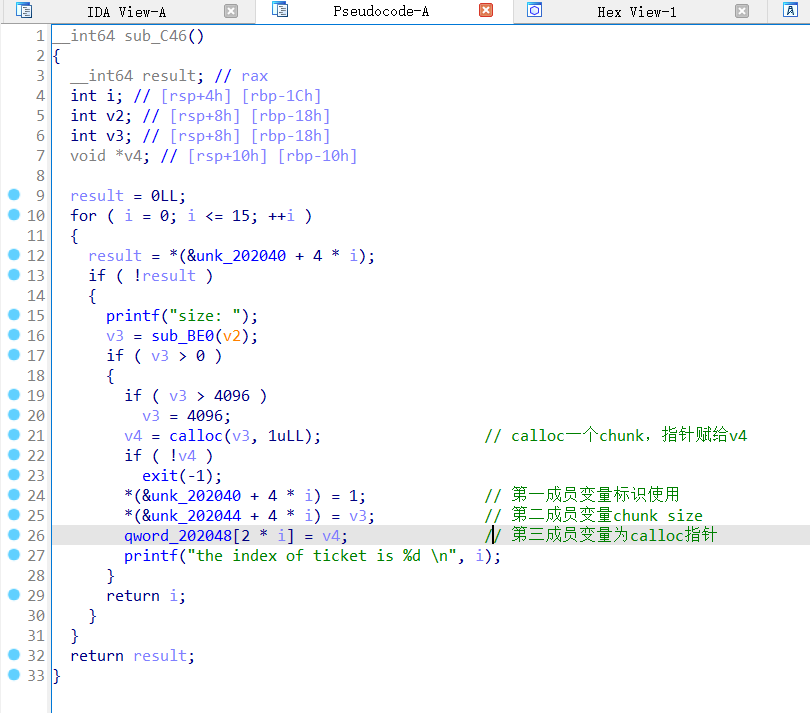 IDA View-A Pseudocode-A Hex View-1 A
1 __int64 sub_C46()
2 {
3 __int64 result; // rax
4 int i; // [rsp+4h] [rbp-1Ch]
5 int v2; // [rsp+8h] [rbp-18h]
6 int v3; // [rsp+8h] [rbp-18h]
7 void *v4; // [rsp+10h] [rbp-10h]
8
9 result = 0LL;
10 for ( i = 0; i <= 15; ++i )
11 {
12 result = *(&unk_202040 + 4 * i);
13 if ( !result )
14 {
15 printf("size: ");
16 v3 = sub_BE0(v2);
17 if ( v3 > 0 )
18 {
19 if ( v3 > 4096 )
20 v3 = 4096;
21 v4 = calloc(v3, 1uLL); // calloc一个chunk，指针赋给v4
22 if ( !v4 )
23 exit(-1);
24 *(&unk_202040 + 4 * i) = 1; // 第一成员变量标识使用
25 *(&unk_202044 + 4 * i) = v3; // 第二成员变量chunk size
26 qword_202048[2 * i] = v4; // 第三成员变量为calloc指针
27 printf("the index of ticket is %d \n", i);
28 }
29 return i;
30 }
31 }
32 return result;
33 }